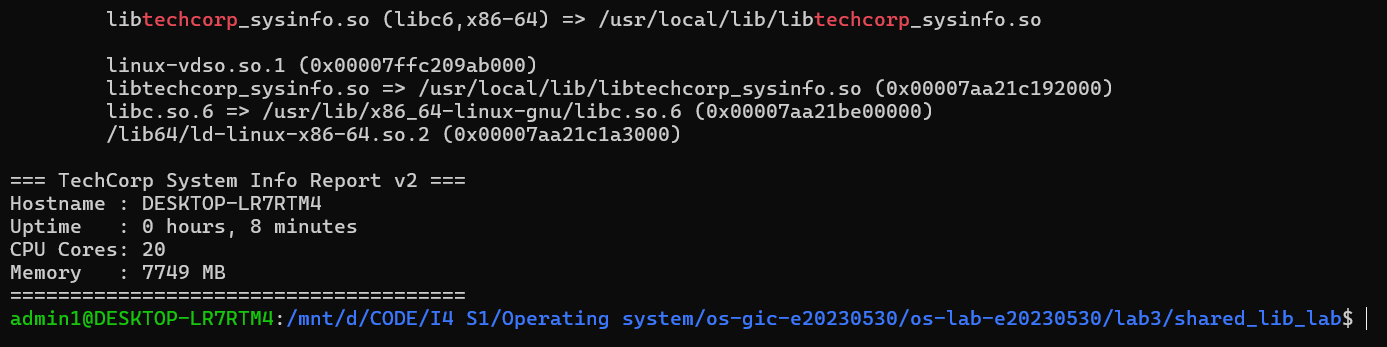 libtechcorp_sysinfo.so (libc6,x86-64) => /usr/local/lib/libtechcorp_sysinfo.so
linux-vdso.so.1 (0x00007ffc209ab000)
libtechcorp_sysinfo.so => /usr/local/lib/libtechcorp_sysinfo.so (0x00007aa21c192000)
libc.so.6 => /usr/lib/x86_64-linux-gnu/libc.so.6 (0x00007aa21be00000)
/lib64/ld-linux-x86-64.so.2 (0x00007aa21c1a3000)
=== TechCorp System Info Report v2 ===
Hostname : DESKTOP-LR7RTM4
Uptime   : 0 hours, 8 minutes
CPU Cores: 20
Memory   : 7749 MB
======================================
admin1@DESKTOP-LR7RTM4:/mnt/d/CODE/I4 S1/Operating system/os-gic-e20230530/os-lab-e20230530/lab3/shared_lib_lab$